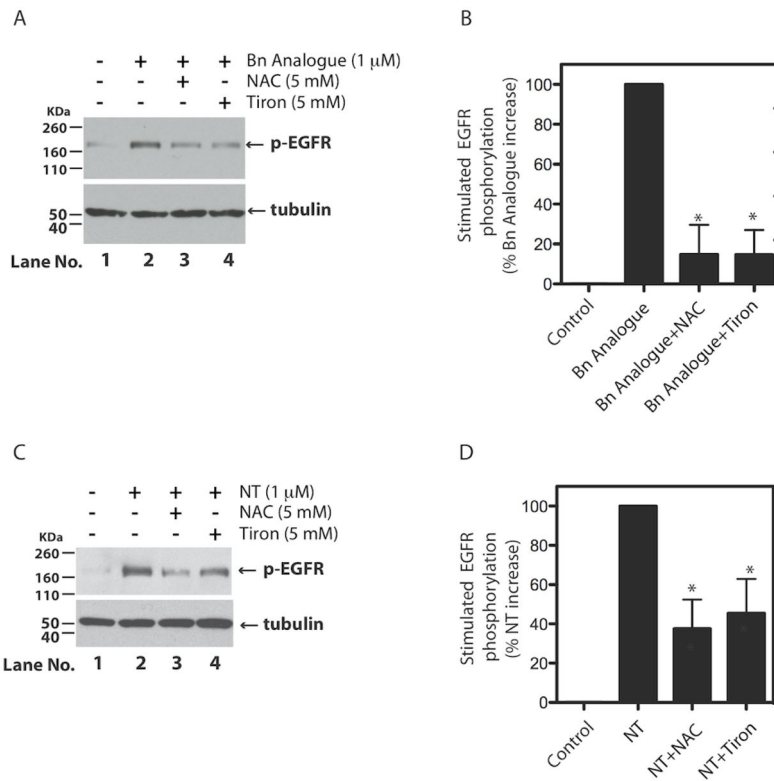 A
- + + + Bn Analogue (1 μM)
- - + - NAC (5 mM)
- - - + Tiron (5 mM)
KDa
260
160
110
← p-EGFR
50
40
← tubulin
Lane No. 1 2 3 4
B
Stimulated EGFR
phosphorylation
(% Bn Analogue increase)
100
80
60
40
20
0
*
*
Control
Bn Analogue
Bn Analogue+NAC
Bn Analogue+Tiron
C
- + + + NT (1 μM)
- - + - NAC (5 mM)
- - - + Tiron (5 mM)
KDa
260
160
110
← p-EGFR
50
40
← tubulin
Lane No. 1 2 3 4
D
Stimulated EGFR
phosphorylation
(% NT increase)
100
80
60
40
20
0
*
*
Control
NT
NT+NAC
NT+Tiron